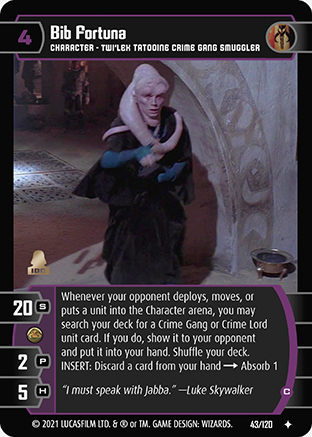 4
Bib Fortuna
CHARACTER - TWI'LEK TATOOINE CRIME GANG SMUGGLER
IDC
20 S
2 P
5 H
Whenever your opponent deploys, moves, or
puts a unit into the Character arena, you may
search your deck for a Crime Gang or Crime Lord
unit card. If you do, show it to your opponent
and put it into your hand. Shuffle your deck.
INSERT: Discard a card from hand → Absorb 1
"I must speak with Jabba." —Luke Skywalker
C
© 2021 LUCASFILM LTD. & ® or TM. GAME DESIGN: WIZARDS. 43/120